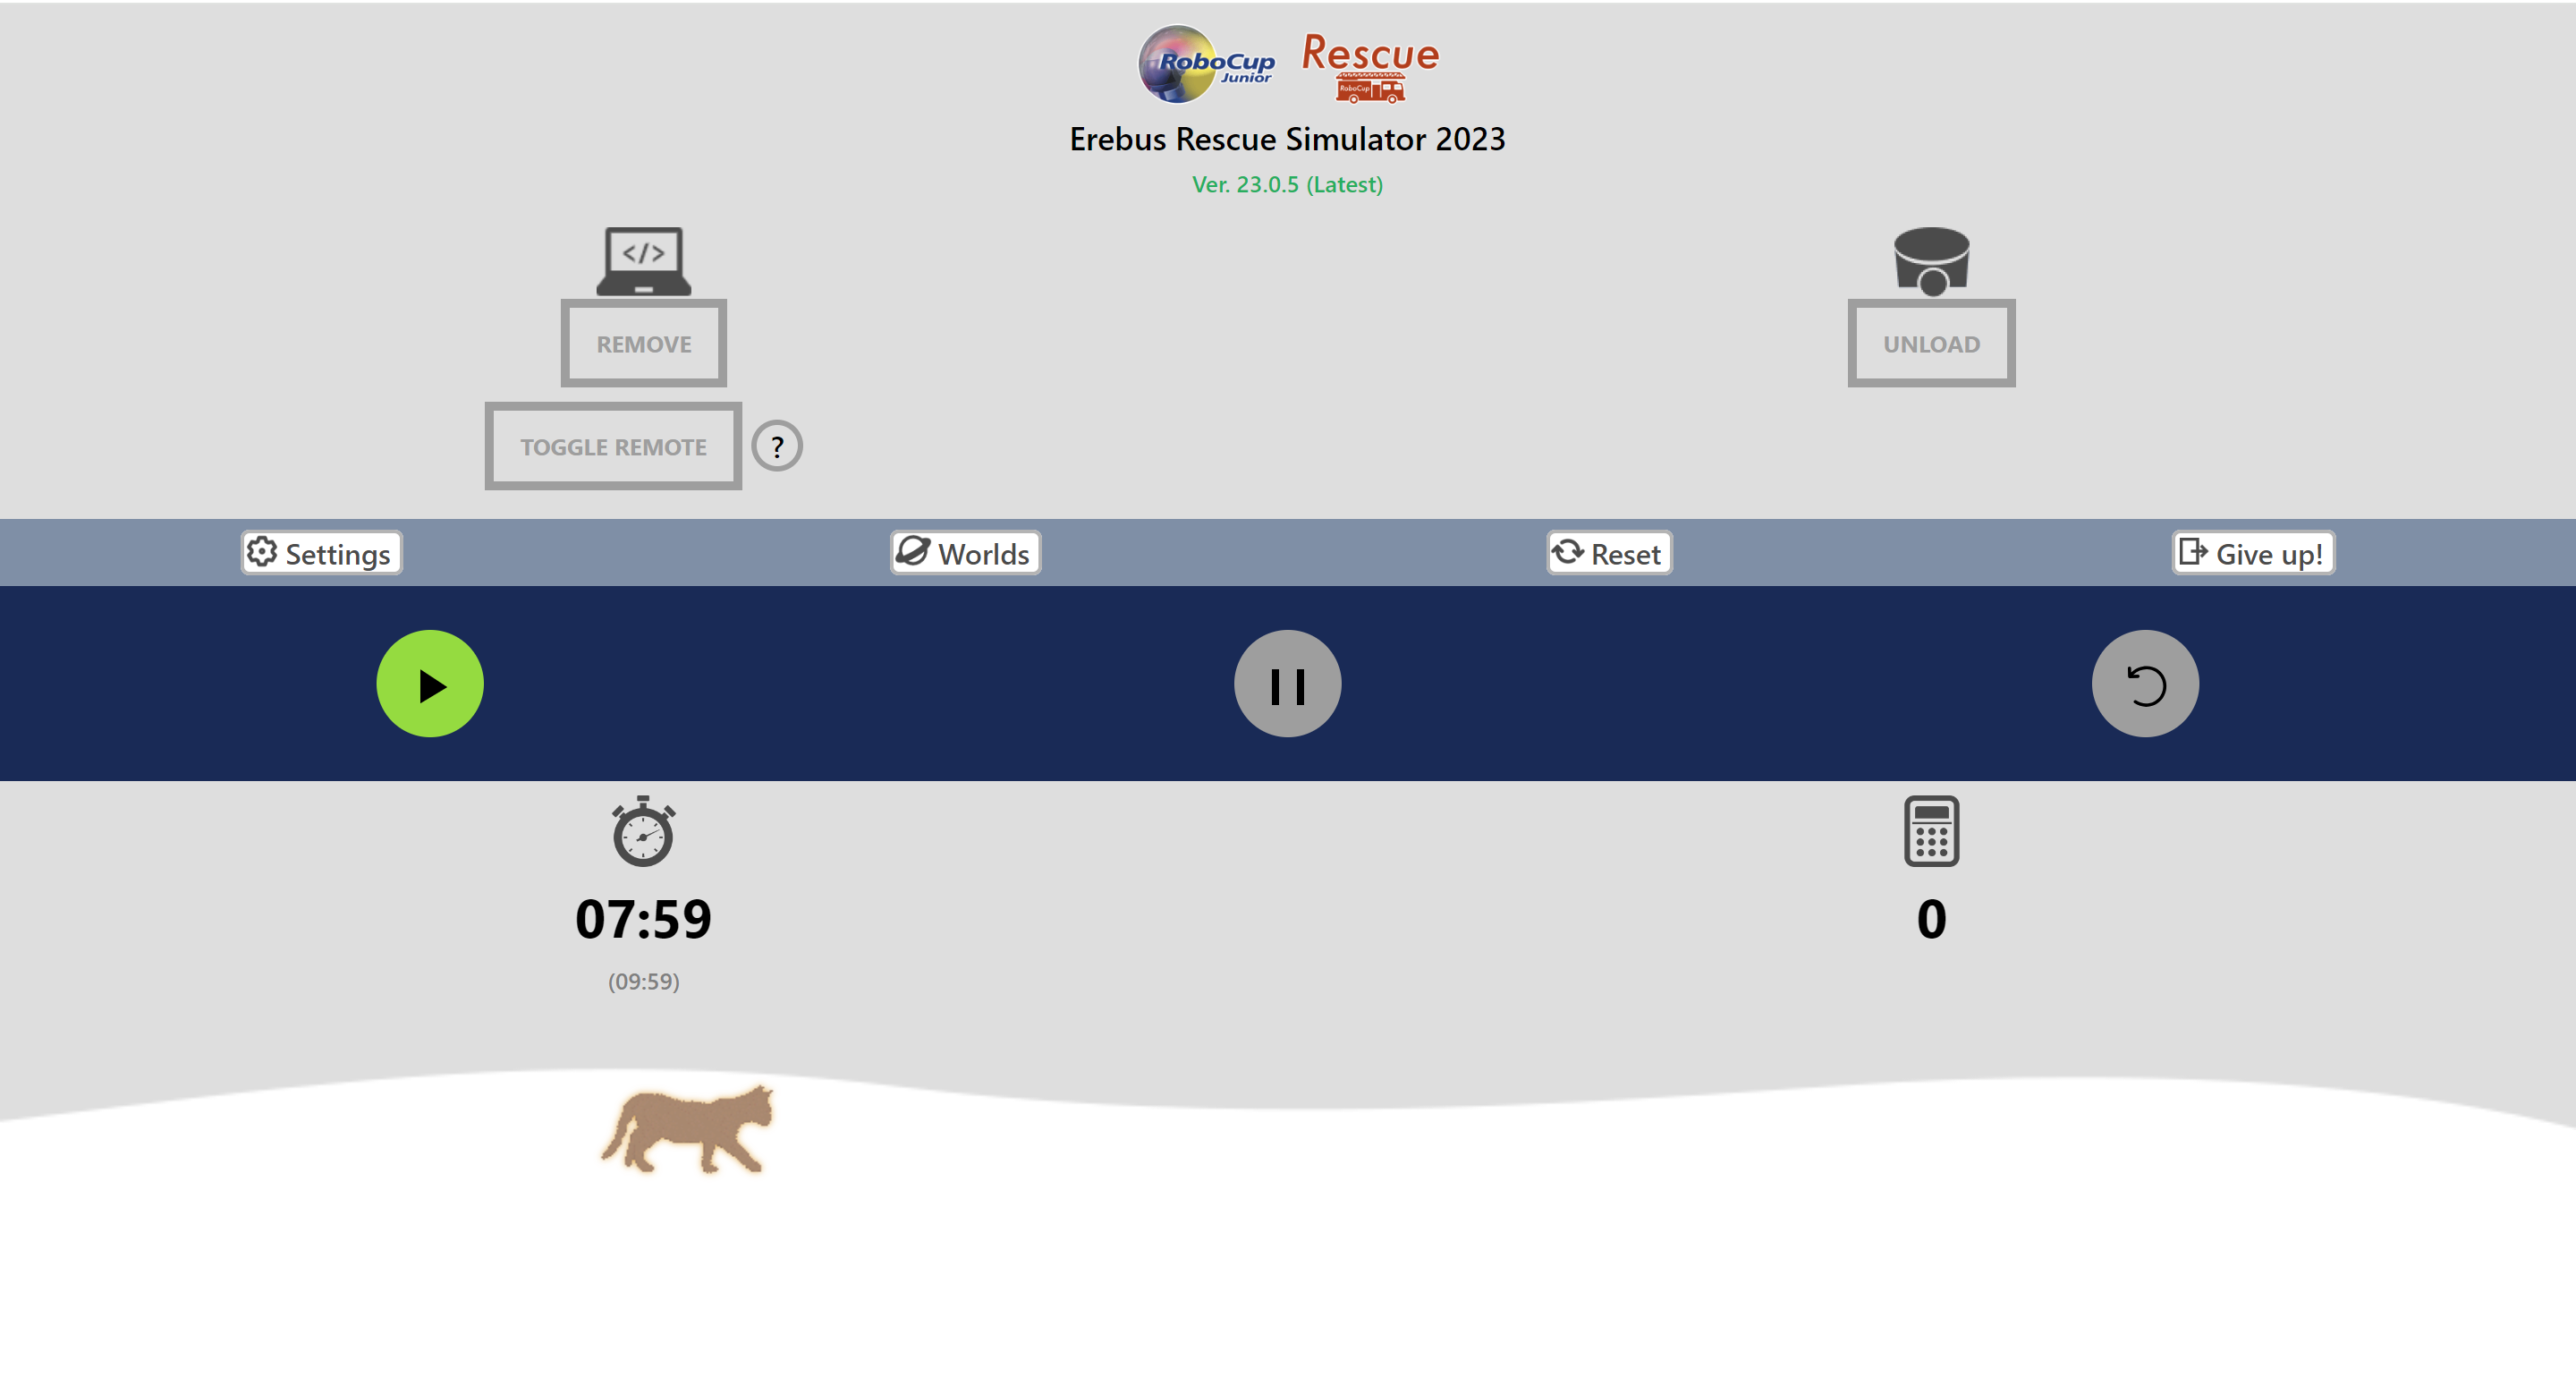 RoboCup
Junior
Rescue
RoboCup
Erebus Rescue Simulator 2023
Ver. 23.0.5 (Latest)
</>
REMOVE
UNLOAD
TOGGLE REMOTE
?
Settings
Worlds
Reset
Give up!
07:59
0
(09:59)